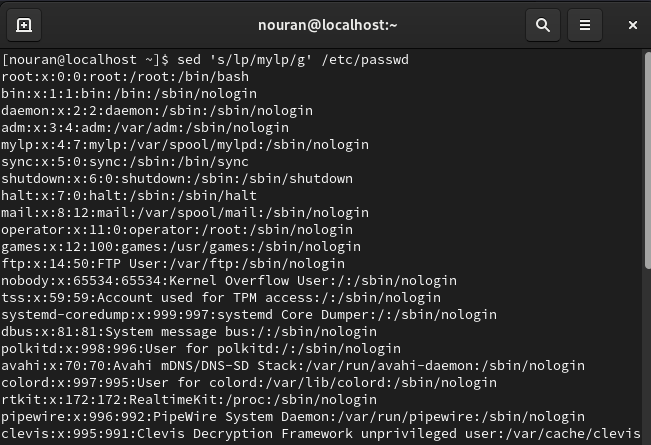 nouran@localhost:~
[nouran@localhost ~]$ sed 's/lp/mylp/g' /etc/passwd
root:x:0:0:root:/root:/bin/bash
bin:x:1:1:bin:/bin:/sbin/nologin
daemon:x:2:2:daemon:/sbin:/sbin/nologin
adm:x:3:4:adm:/var/adm:/sbin/nologin
mylp:x:4:7:mylp:/var/spool/mylpd:/sbin/nologin
sync:x:5:0:sync:/sbin:/bin/sync
shutdown:x:6:0:shutdown:/sbin:/sbin/shutdown
halt:x:7:0:halt:/sbin:/sbin/halt
mail:x:8:12:mail:/var/spool/mail:/sbin/nologin
operator:x:11:0:operator:/root:/sbin/nologin
games:x:12:100:games:/usr/games:/sbin/nologin
ftp:x:14:50:FTP User:/var/ftp:/sbin/nologin
nobody:x:65534:65534:Kernel Overflow User:/:/sbin/nologin
tss:x:59:59:Account used for TPM access:/:/sbin/nologin
systemd-coredump:x:999:997:systemd Core Dumper:/:/sbin/nologin
dbus:x:81:81:System message bus:/:/sbin/nologin
polkitd:x:998:996:User for polkitd:/:/sbin/nologin
avahi:x:70:70:Avahi mDNS/DNS-SD Stack:/var/run/avahi-daemon:/sbin/nologin
colord:x:997:995:User for colord:/var/lib/colord:/sbin/nologin
rtkit:x:172:172:RealtimeKit:/proc:/sbin/nologin
pipewire:x:996:992:PipeWire System Daemon:/var/run/pipewire:/sbin/nologin
clevis:x:995:991:Clevis Decryption Framework unprivileged user:/var/cache/clevis